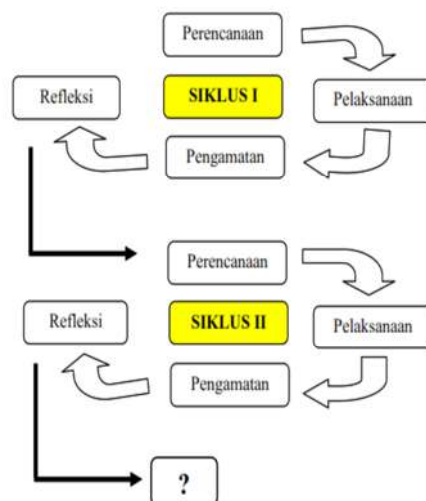 Perencanaan
Refleksi
SIKLUS I
Pelaksanaan
Pengamatan
Perencanaan
Refleksi
SIKLUS II
Pelaksanaan
Pengamatan
?